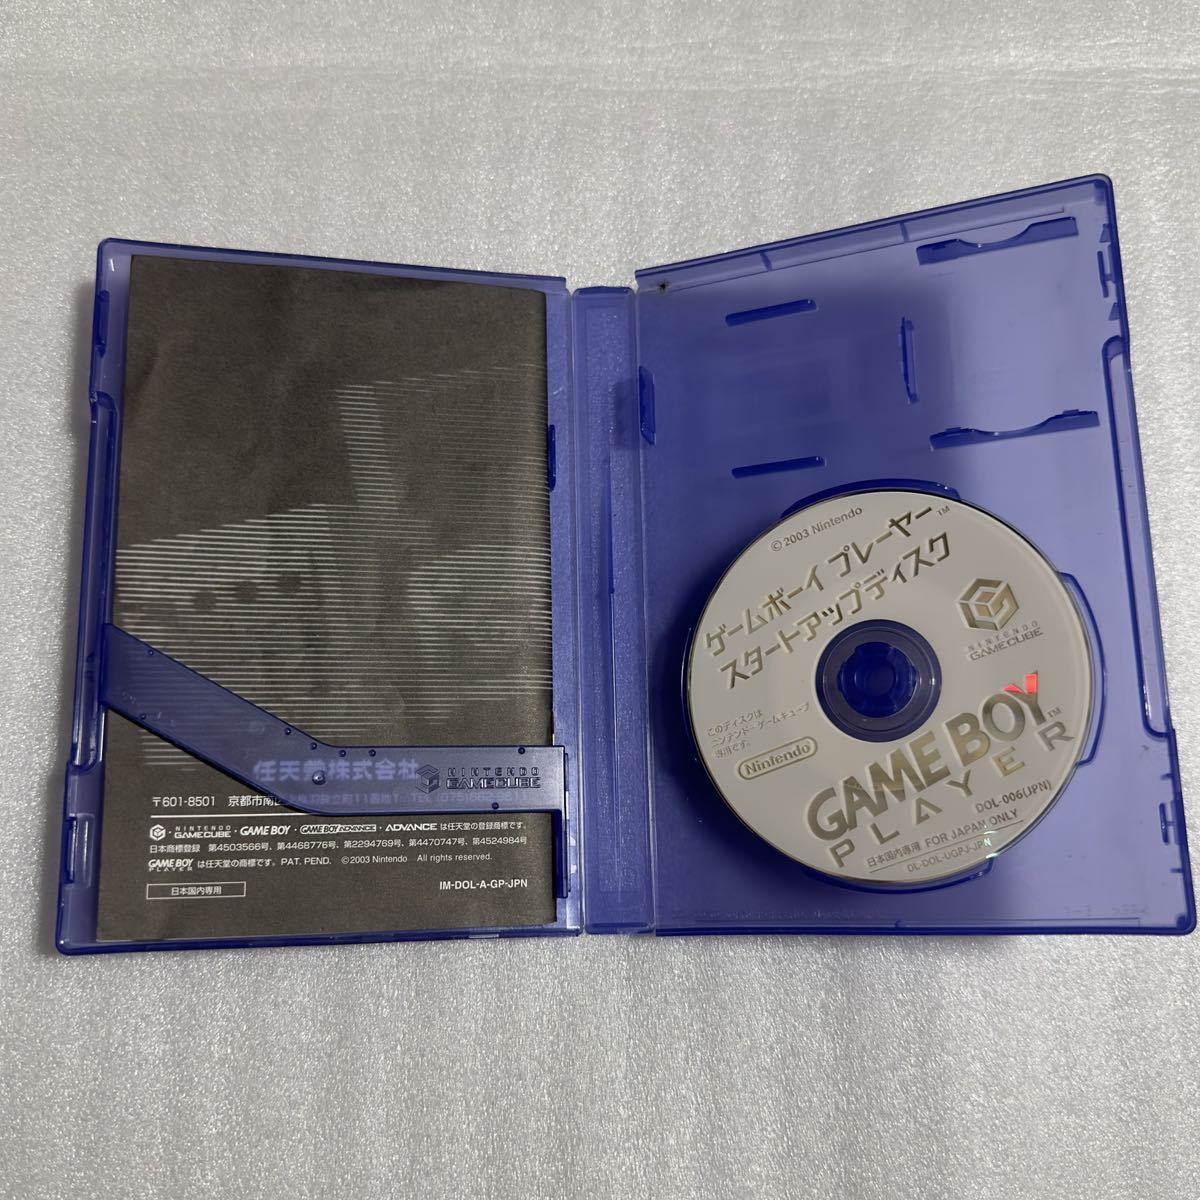 任天堂株式会社
NINTENDO
GAMECUBE
〒601-8501 京都市南区
NINTENDO
GAMECUBE・GAME BOY・GAME BOY ADVANCE・ADVANCE は任天堂の登録商標です。
日本商標登録 第4503566号、第4468776号、第2294769号、第4470747号、第4524984号
GAME BOY
PLAYER は任天堂の商標です。 PAT. PEND. ©2003 Nintendo All rights reserved.
日本国内専用
IM-DOL-A-GP-JPN
©2003 Nintendo
ゲームボーイ プレーヤー™
スタートアップディスク
NINTENDO
GAMECUBE
このディスクは
ニンテンドーゲームキューブ
専用です。
Nintendo
GAME BOY™
PLAYER
DOL-006(JPN)
日本国内専用 FOR JAPAN ONLY
DL-DOL-UGPJ-JPN